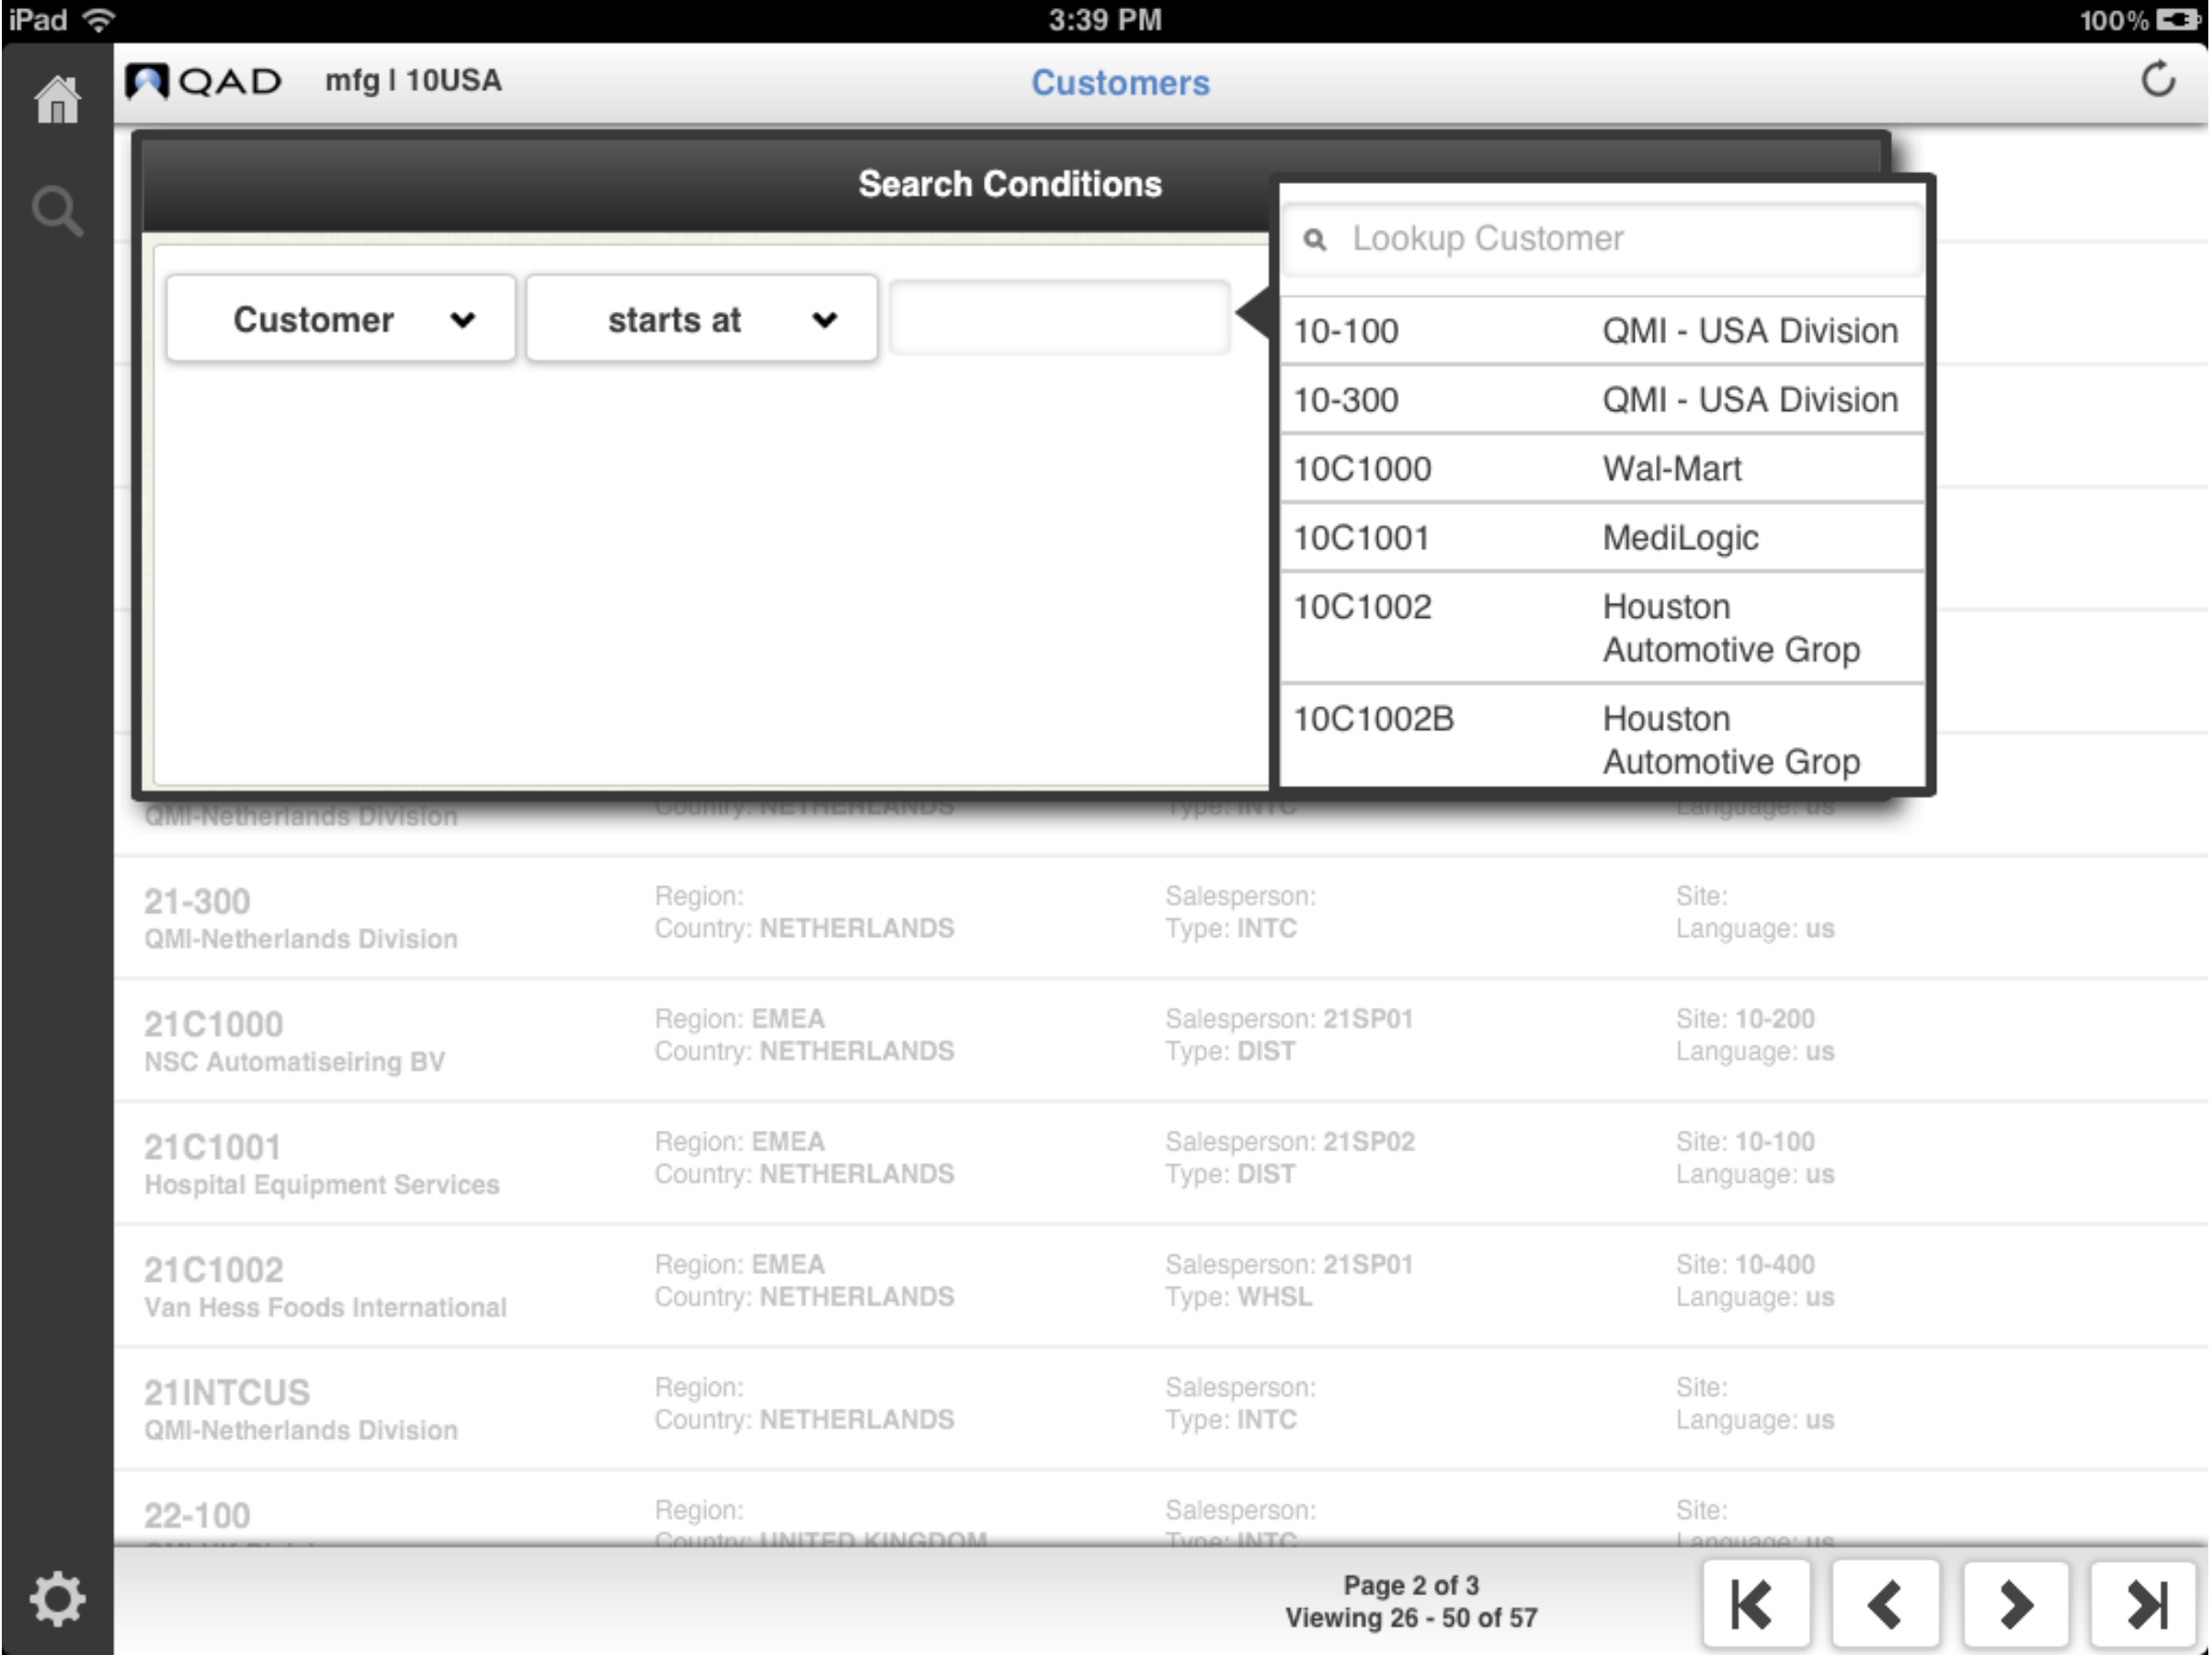 iPad 3:39 PM 100%
QAD mfg | 10USA Customers
Search Conditions
Customer starts at
Lookup Customer
10-100 QMI - USA Division
10-300 QMI - USA Division
10C1000 Wal-Mart
10C1001 MediLogic
10C1002 Houston
Automotive Grop
10C1002B Houston
Automotive Grop
QMI-Netherlands Division Country: NETHERLANDS Type: INTC Language: us
21-300 Region: Salesperson: Site:
QMI-Netherlands Division Country: NETHERLANDS Type: INTC Language: us
21C1000 Region: EMEA Salesperson: 21SP01 Site: 10-200
NSC Automatiseiring BV Country: NETHERLANDS Type: DIST Language: us
21C1001 Region: EMEA Salesperson: 21SP02 Site: 10-100
Hospital Equipment Services Country: NETHERLANDS Type: DIST Language: us
21C1002 Region: EMEA Salesperson: 21SP01 Site: 10-400
Van Hess Foods International Country: NETHERLANDS Type: WHSL Language: us
21INTCUS Region: Salesperson: Site:
QMI-Netherlands Division Country: NETHERLANDS Type: INTC Language: us
22-100 Region: Salesperson: Site:
Country: UNITED KINGDOM Type: INTC Language: us
Page 2 of 3
Viewing 26 - 50 of 57